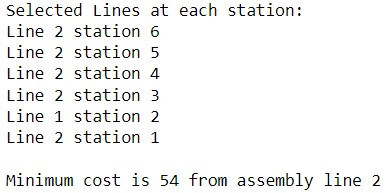 Selected Lines at each station:
Line 2 station 6
Line 2 station 5
Line 2 station 4
Line 2 station 3
Line 1 station 2
Line 2 station 1
Minimum cost is 54 from assembly line 2